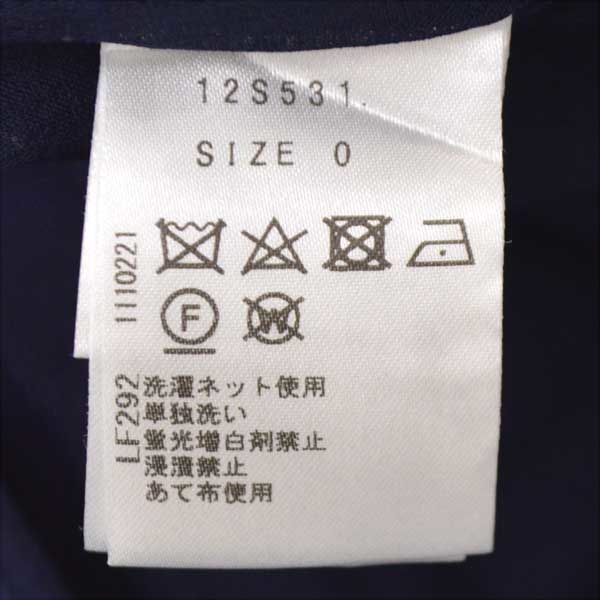 12S531.
SIZE 0
1110221
F
W
LF292
洗濯ネット使用
単独洗い
蛍光増白剤禁止
浸漬禁止
あて布使用